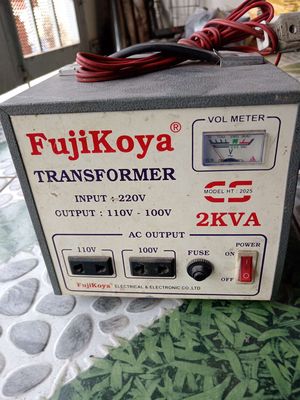 FujiKoya®
TRANSFORMER
INPUT : 220V
OUTPUT : 110V - 100V
VOL METER
MODEL HT : 2025
2KVA
AC OUTPUT
110V
100V
FUSE
POWER
ON
OFF
FujiKoya® ELECTRICAL & ELECTRONIC CO.,LTD